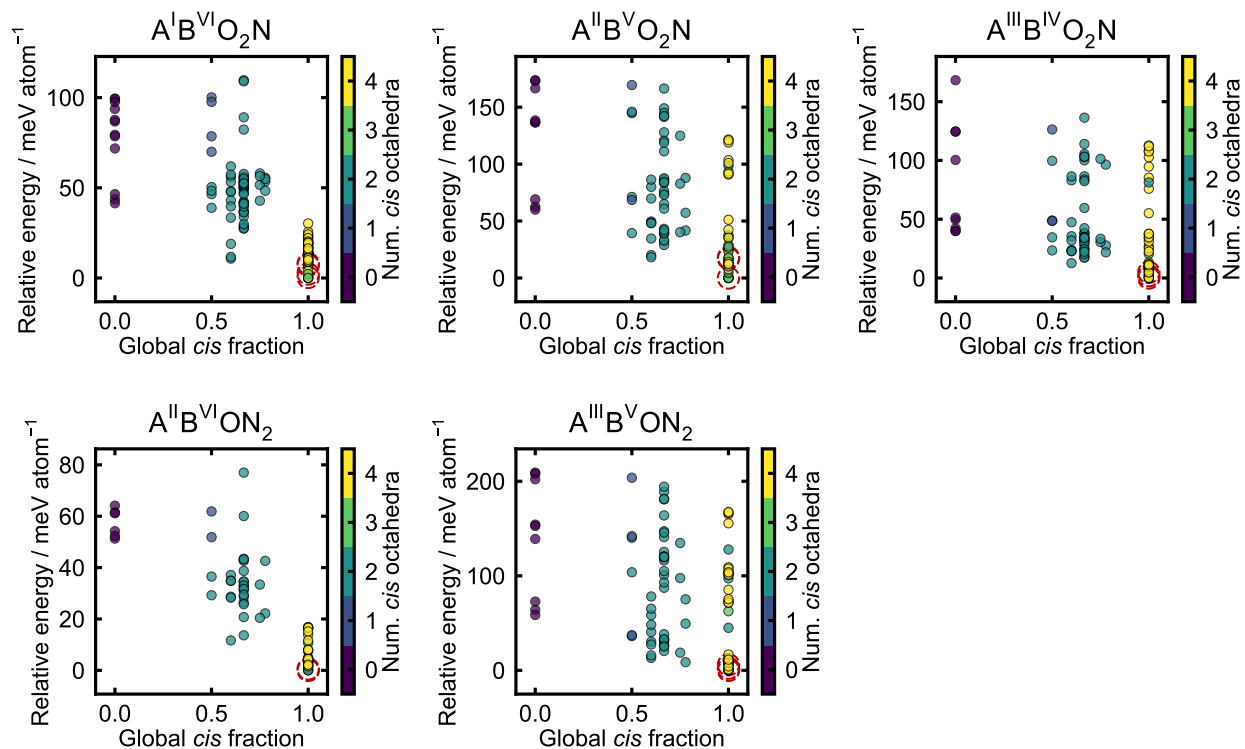 A^I B^VI O₂N
Relative energy / meV atom⁻¹
100
50
0
0.0 0.5 1.0
Global cis fraction
4
3
2
1
0
Num. cis octahedra
A^II B^V O₂N
Relative energy / meV atom⁻¹
150
100
50
0
0.0 0.5 1.0
Global cis fraction
4
3
2
1
0
Num. cis octahedra
A^III B^IV O₂N
Relative energy / meV atom⁻¹
150
100
50
0
0.0 0.5 1.0
Global cis fraction
4
3
2
1
0
Num. cis octahedra
A^II B^VI ON₂
Relative energy / meV atom⁻¹
80
60
40
20
0
0.0 0.5 1.0
Global cis fraction
4
3
2
1
0
Num. cis octahedra
A^III B^V ON₂
Relative energy / meV atom⁻¹
200
100
0
0.0 0.5 1.0
Global cis fraction
4
3
2
1
0
Num. cis octahedra